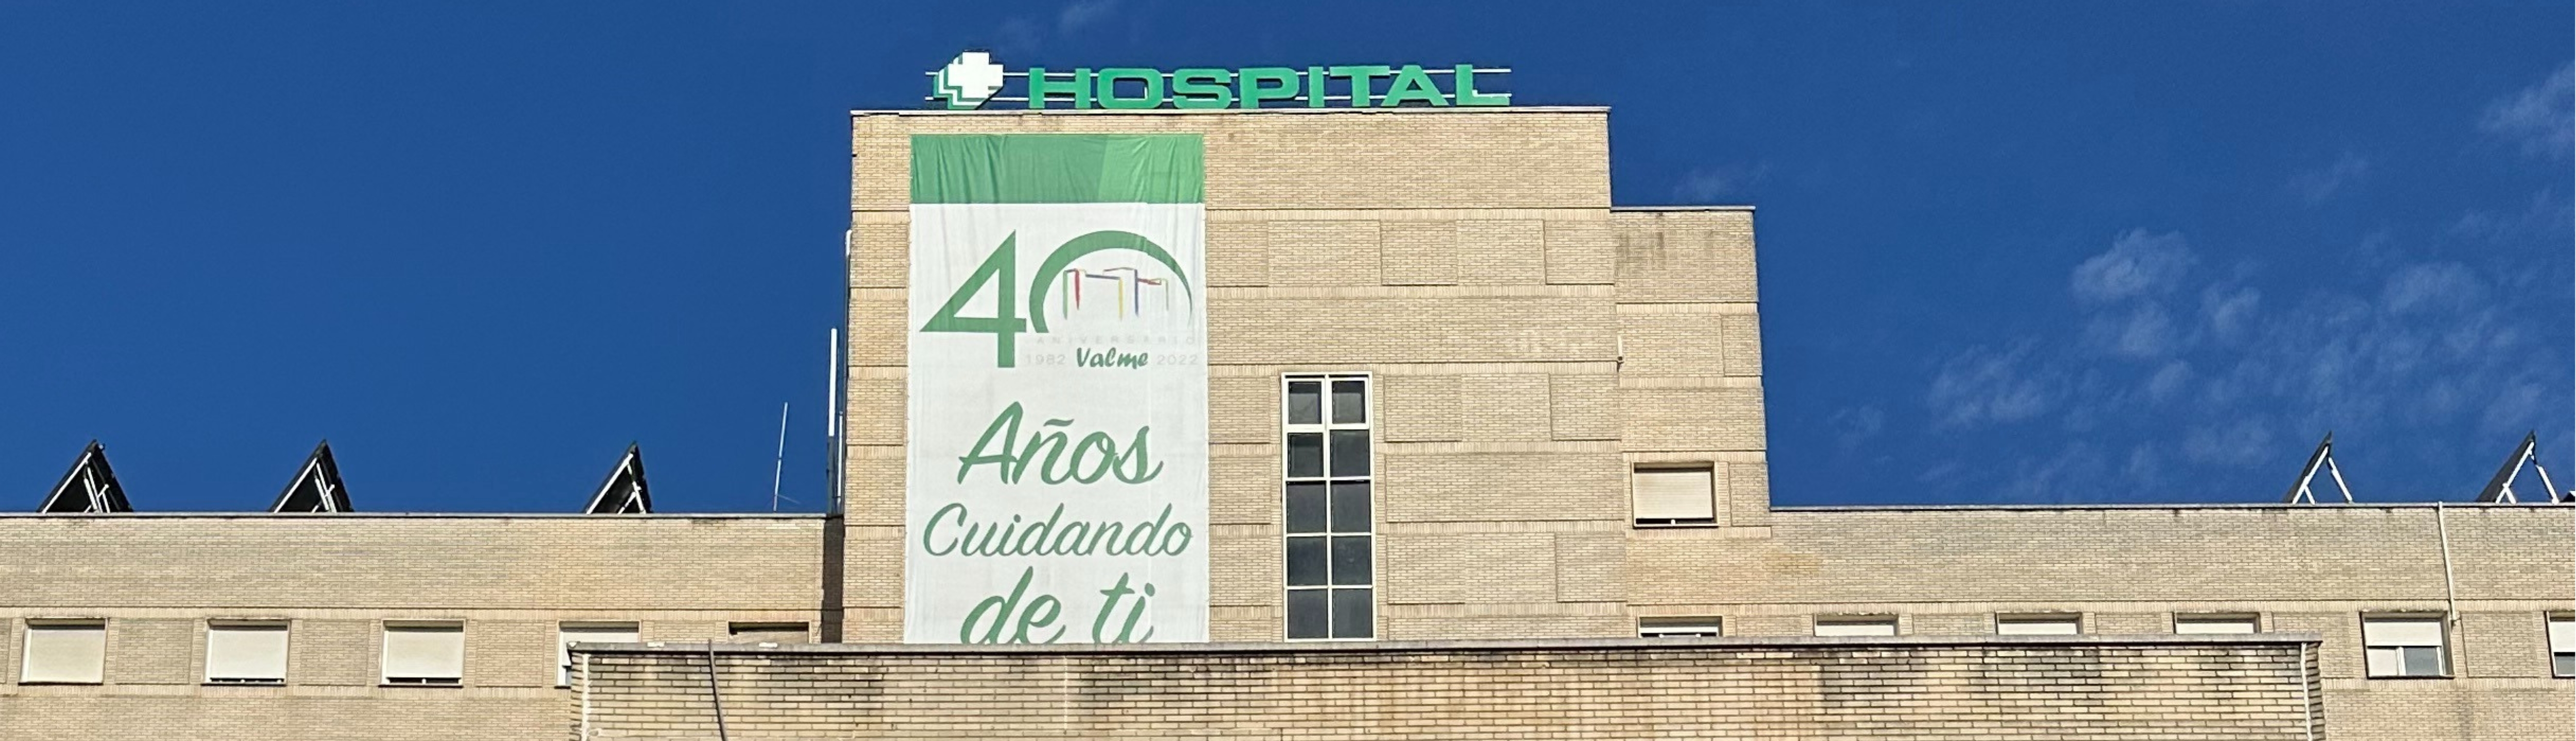 HOSPITAL
40
ANIVERSARIO
1982 Valme 2022
Años
Cuidando
de ti